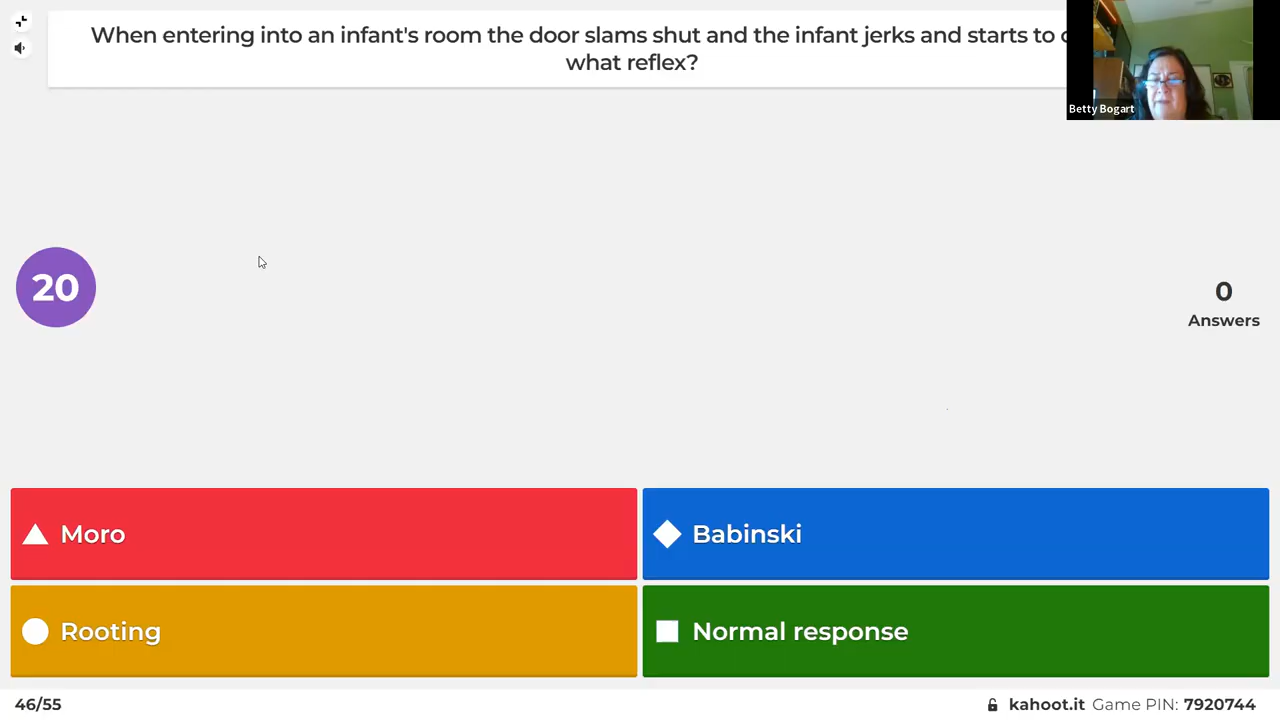 When entering into an infant's room the door slams shut and the infant jerks and starts to
what reflex?
Betty Bogart
20
0
Answers
Moro
Babinski
Rooting
Normal response
46/55
kahoot.it Game PIN: 7920744